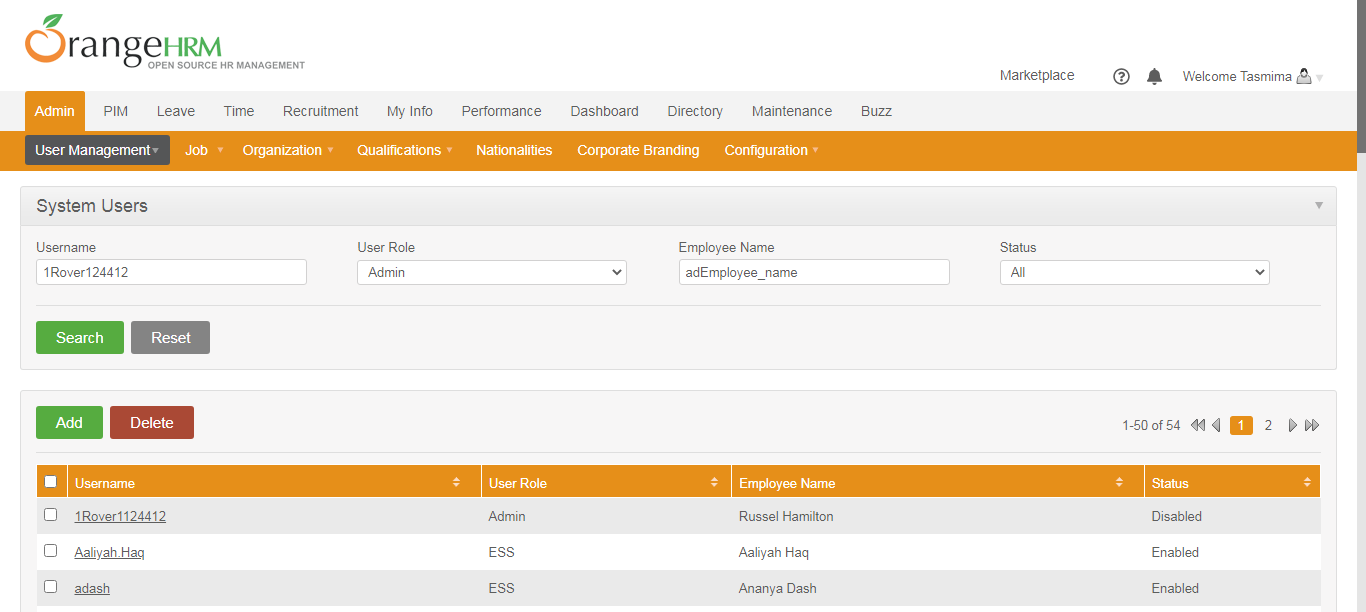 OrangeHRM
OPEN SOURCE HR MANAGEMENT
Marketplace ? Welcome Tasmima
Admin PIM Leave Time Recruitment My Info Performance Dashboard Directory Maintenance Buzz
User Management Job Organization Qualifications Nationalities Corporate Branding Configuration
System Users
Username User Role Employee Name Status
1Rover124412 Admin adEmployee_name All
Search Reset
Add Delete 1-50 of 54 1 2
Username User Role Employee Name Status
1Rover1124412 Admin Russel Hamilton Disabled
Aaliyah.Haq ESS Aaliyah Haq Enabled
adash ESS Ananya Dash Enabled